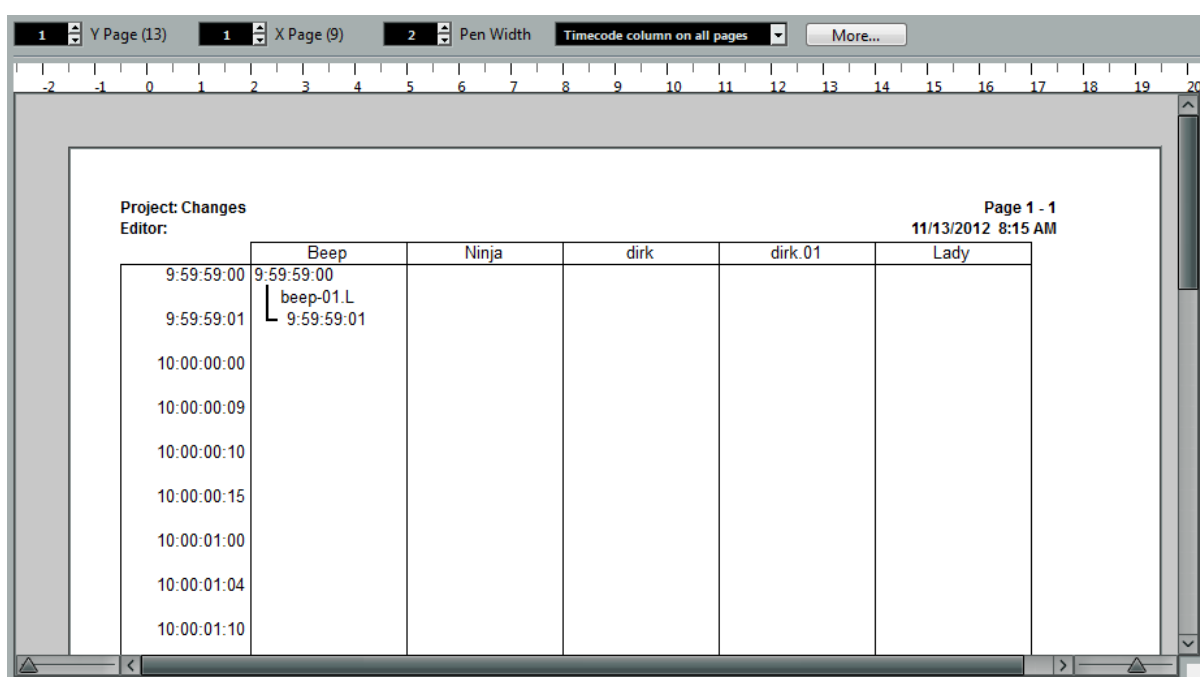 1 Y Page (13) 1 X Page (9) 2 Pen Width Timecode column on all pages More...
-2 -1 0 1 2 3 4 5 6 7 8 9 10 11 12 13 14 15 16 17 18 19 20
Project: Changes Page 1 - 1
Editor: 11/13/2012 8:15 AM
Beep Ninja dirk dirk.01 Lady
9:59:59:00 9:59:59:00
beep-01.L
9:59:59:01 9:59:59:01
10:00:00:00
10:00:00:09
10:00:00:10
10:00:00:15
10:00:01:00
10:00:01:04
10:00:01:10